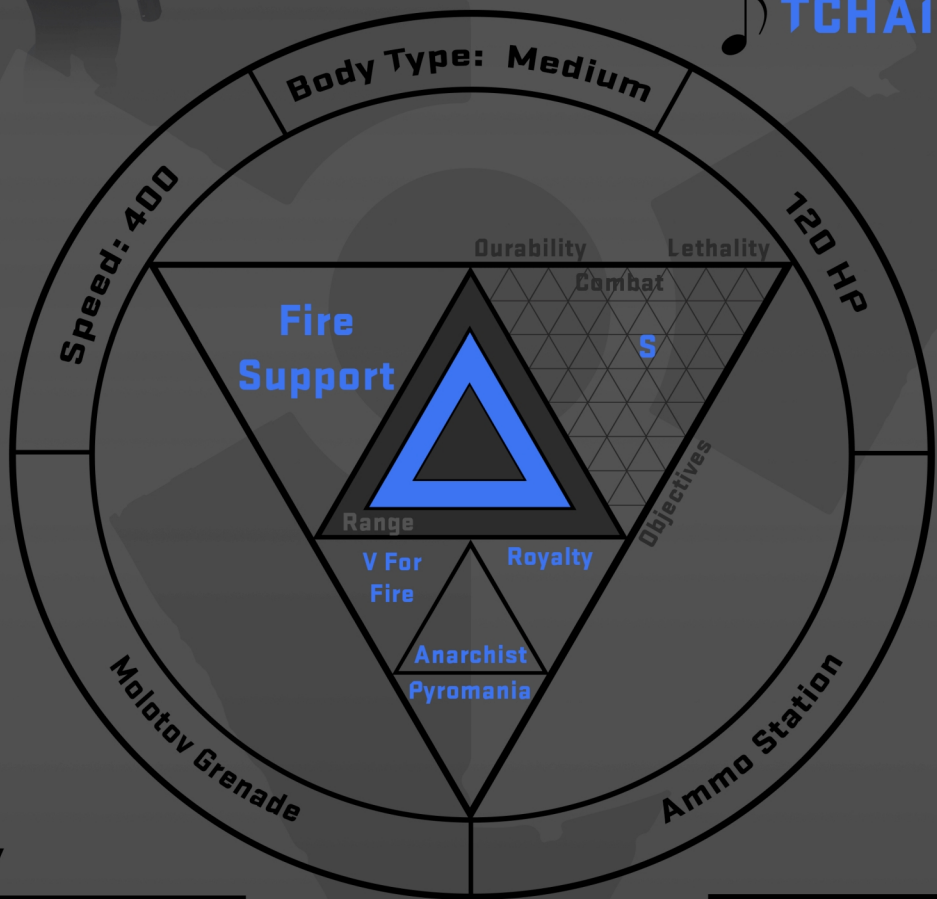 TCHAI
Body Type: Medium
Speed: 400
120 HP
Durability
Lethality
Combat
Fire
Support
S
Objectives
Range
V For
Fire
Royalty
Anarchist
Pyromania
Molotov Grenade
Ammo Station